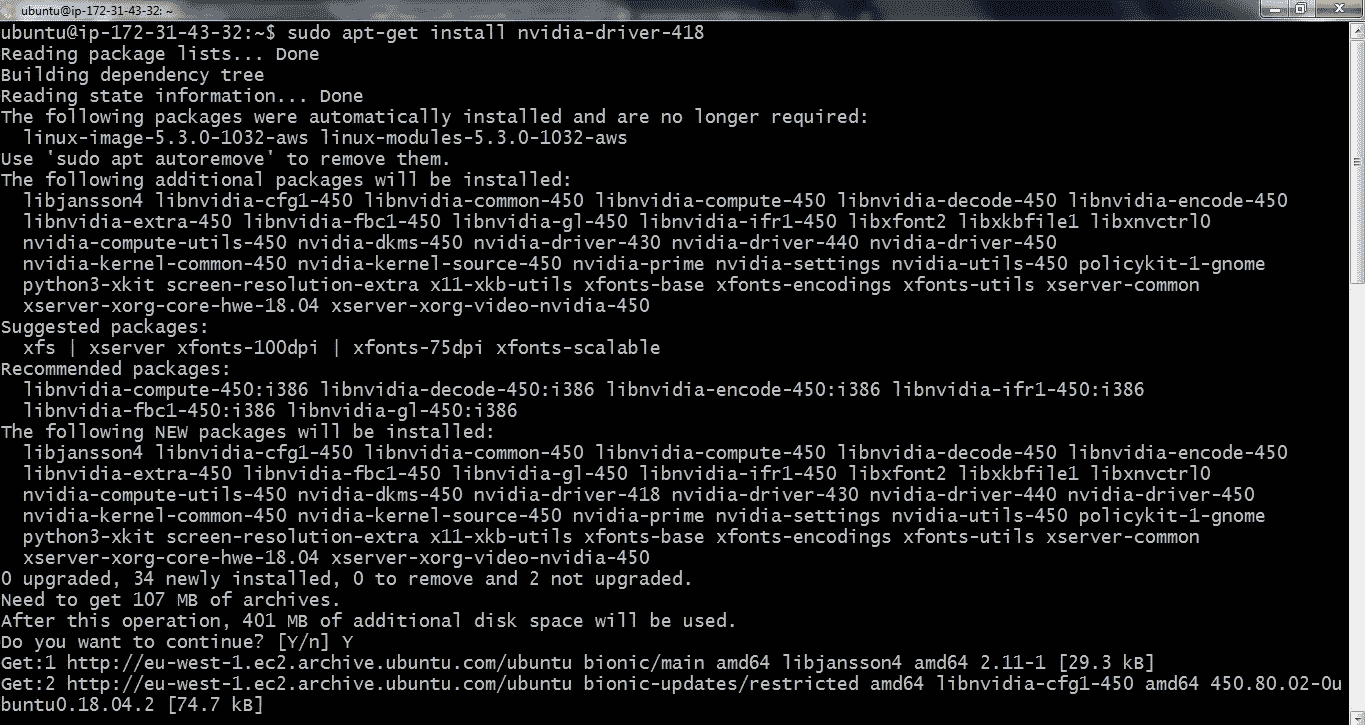 ubuntu@ip-172-31-43-32: ~
ubuntu@ip-172-31-43-32:~$ sudo apt-get install nvidia-driver-418
Reading package lists... Done
Building dependency tree
Reading state information... Done
The following packages were automatically installed and are no longer required:
  linux-image-5.3.0-1032-aws linux-modules-5.3.0-1032-aws
Use 'sudo apt autoremove' to remove them.
The following additional packages will be installed:
  libjansson4 libnvidia-cfg1-450 libnvidia-common-450 libnvidia-compute-450 libnvidia-decode-450 libnvidia-encode-450
  libnvidia-extra-450 libnvidia-fbc1-450 libnvidia-gl-450 libnvidia-ifr1-450 libxfont2 libxkbfile1 libxnvctrl0
  nvidia-compute-utils-450 nvidia-dkms-450 nvidia-driver-430 nvidia-driver-440 nvidia-driver-450
  nvidia-kernel-common-450 nvidia-kernel-source-450 nvidia-prime nvidia-settings nvidia-utils-450 policykit-1-gnome
  python3-xkit screen-resolution-extra x11-xkb-utils xfonts-base xfonts-encodings xfonts-utils xserver-common
  xserver-xorg-core-hwe-18.04 xserver-xorg-video-nvidia-450
Suggested packages:
  xfs | xserver xfonts-100dpi | xfonts-75dpi xfonts-scalable
Recommended packages:
  libnvidia-compute-450:i386 libnvidia-decode-450:i386 libnvidia-encode-450:i386 libnvidia-ifr1-450:i386
  libnvidia-fbc1-450:i386 libnvidia-gl-450:i386
The following NEW packages will be installed:
  libjansson4 libnvidia-cfg1-450 libnvidia-common-450 libnvidia-compute-450 libnvidia-decode-450 libnvidia-encode-450
  libnvidia-extra-450 libnvidia-fbc1-450 libnvidia-gl-450 libnvidia-ifr1-450 libxfont2 libxkbfile1 libxnvctrl0
  nvidia-compute-utils-450 nvidia-dkms-450 nvidia-driver-418 nvidia-driver-430 nvidia-driver-440 nvidia-driver-450
  nvidia-kernel-common-450 nvidia-kernel-source-450 nvidia-prime nvidia-settings nvidia-utils-450 policykit-1-gnome
  python3-xkit screen-resolution-extra x11-xkb-utils xfonts-base xfonts-encodings xfonts-utils xserver-common
  xserver-xorg-core-hwe-18.04 xserver-xorg-video-nvidia-450
0 upgraded, 34 newly installed, 0 to remove and 2 not upgraded.
Need to get 107 MB of archives.
After this operation, 401 MB of additional disk space will be used.
Do you want to continue? [Y/n] Y
Get:1 http://eu-west-1.ec2.archive.ubuntu.com/ubuntu bionic/main amd64 libjansson4 amd64 2.11-1 [29.3 kB]
Get:2 http://eu-west-1.ec2.archive.ubuntu.com/ubuntu bionic-updates/restricted amd64 libnvidia-cfg1-450 amd64 450.80.02-0u
buntu0.18.04.2 [74.7 kB]